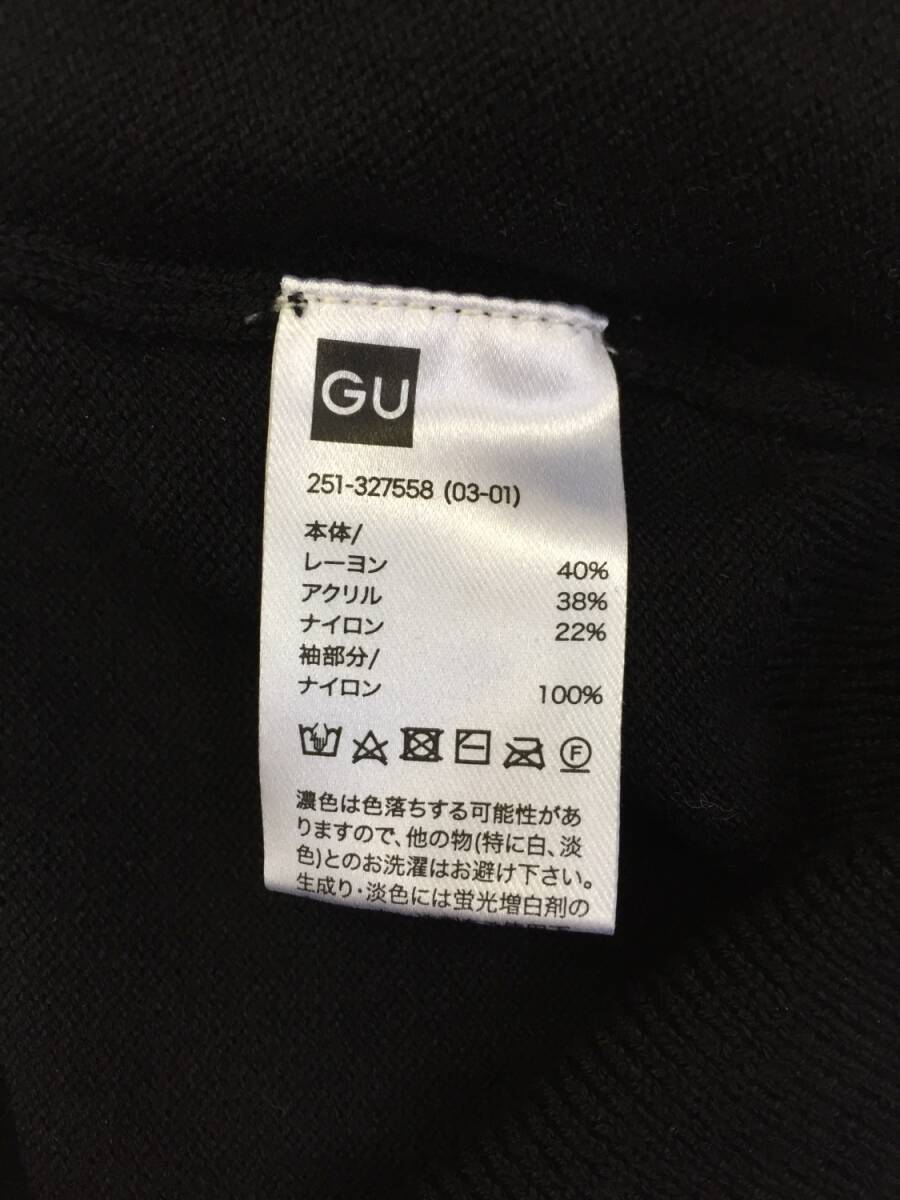 GU
251-327558 (03-01)
本体/
レーヨン 40%
アクリル 38%
ナイロン 22%
袖部分/
ナイロン 100%
F
濃色は色落ちする可能性があ
りますので、他の物(特に白、淡
色)とのお洗濯はお避け下さい。
生成り・淡色には蛍光増白剤の